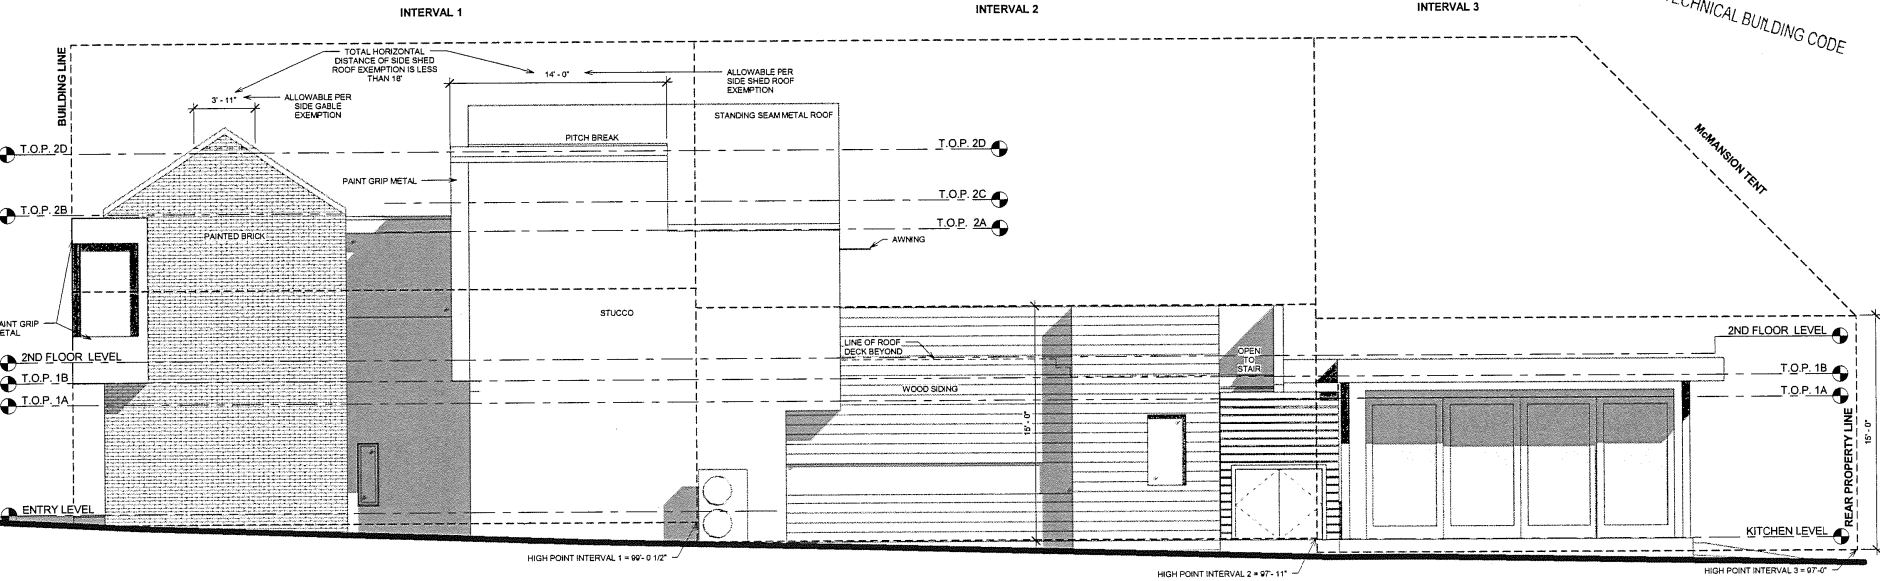 INTERVAL 1
INTERVAL 2
INTERVAL 3
TECHNICAL BUILDING CODE
BUILDING LINE
TOTAL HORIZONTAL
DISTANCE OF SIDE SHED
ROOF EXEMPTION IS LESS
THAN 18'
3' - 11"
ALLOWABLE PER
SIDE GABLE
EXEMPTION
14' - 0"
ALLOWABLE PER
SIDE SHED ROOF
EXEMPTION
STANDING SEAM METAL ROOF
PITCH BREAK
McMANSION TENT
T.O.P. 2D
T.O.P. 2D
PAINT GRIP METAL
T.O.P. 2C
T.O.P. 2B
T.O.P. 2A
PAINTED BRICK
AWNING
STUCCO
AINT GRIP
ETAL
2ND FLOOR LEVEL
T.O.P. 1B
T.O.P. 1A
LINE OF ROOF
DECK BEYOND
OPEN
TO
STAIR
WOOD SIDING
15' - 0"
2ND FLOOR LEVEL
T.O.P. 1B
T.O.P. 1A
REAR PROPERTY LINE
15' - 0"
ENTRY LEVEL
KITCHEN LEVEL
HIGH POINT INTERVAL 1 = 99'- 0 1/2"
HIGH POINT INTERVAL 2 = 97'- 11"
HIGH POINT INTERVAL 3 = 97'-0"